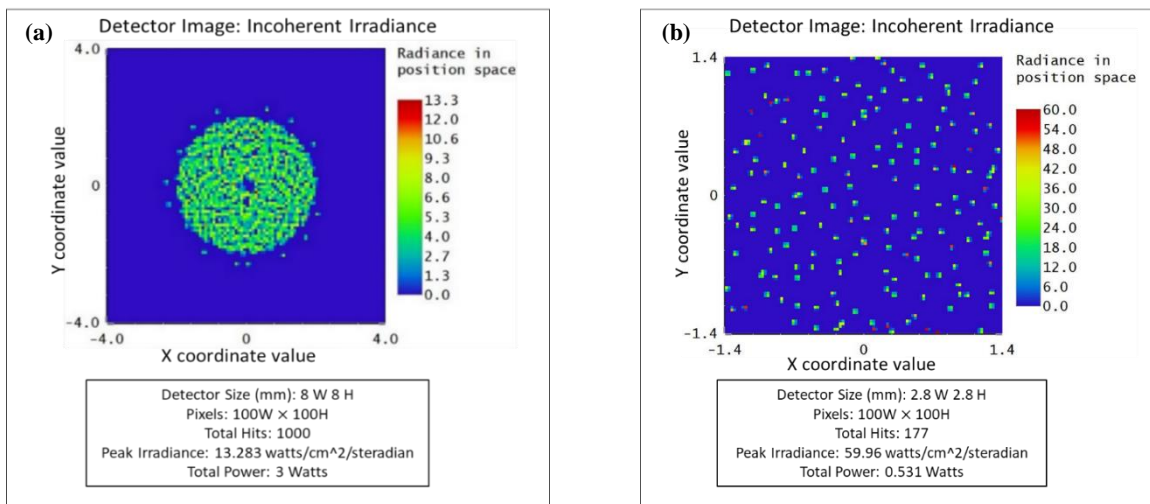 (a)
Detector Image: Incoherent Irradiance
Radiance in
position space
4.0
0
-4.0
Y coordinate value
-4.0 0 4.0
X coordinate value
13.3
12.0
10.6
9.3
8.0
6.6
5.3
4.0
2.7
1.3
0.0
Detector Size (mm): 8 W 8 H
Pixels: 100W × 100H
Total Hits: 1000
Peak Irradiance: 13.283 watts/cm^2/steradian
Total Power: 3 Watts
(b)
Detector Image: Incoherent Irradiance
Radiance in
position space
1.4
0
-1.4
Y coordinate value
-1.4 0 1.4
X coordinate value
60.0
54.0
48.0
42.0
36.0
30.0
24.0
18.0
12.0
6.0
0.0
Detector Size (mm): 2.8 W 2.8 H
Pixels: 100W × 100H
Total Hits: 177
Peak Irradiance: 59.96 watts/cm^2/steradian
Total Power: 0.531 Watts